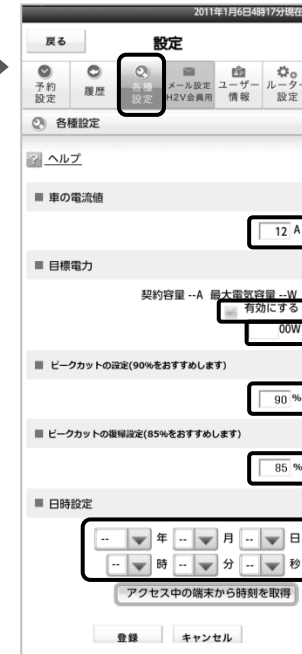 2011年1月6日4時17分現在
戻る
設定
予約設定
履歴
各種設定
メール設定 H2V会員用
ユーザー情報
ルーター設定
各種設定
? ヘルプ
■ 車の電流値
12 A
■ 目標電力
契約容量 --A 最大電気容量 --W
有効にする
00W
■ ピークカットの設定(90%をおすすめします)
90 %
■ ピークカットの復帰設定(85%をおすすめします)
85 %
■ 日時設定
-- 年 -- 月 -- 日
-- 時 -- 分 -- 秒
アクセス中の端末から時刻を取得
登録 キャンセル